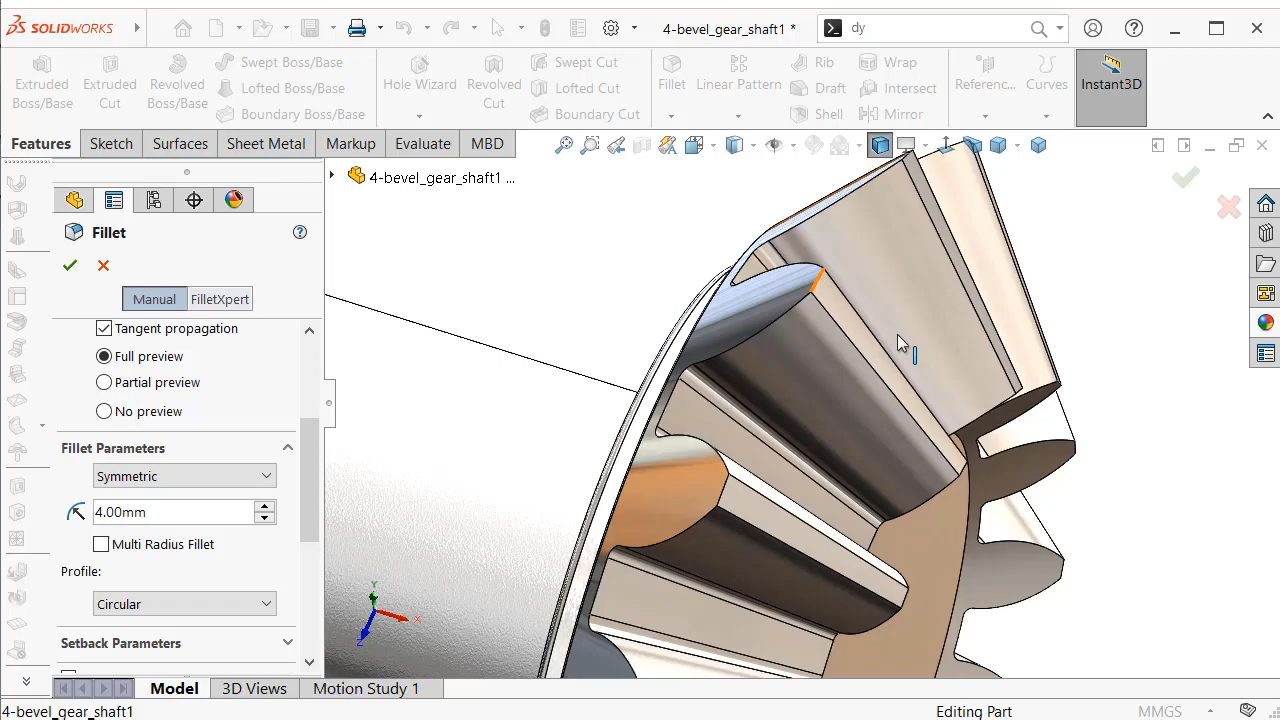 SOLIDWORKS
4-bevel_gear_shaft1 *
dy
Extruded Boss/Base
Extruded Cut
Revolved Boss/Base
Swept Boss/Base
Lofted Boss/Base
Boundary Boss/Base
Hole Wizard
Revolved Cut
Swept Cut
Lofted Cut
Boundary Cut
Fillet
Linear Pattern
Rib
Draft
Shell
Wrap
Intersect
Mirror
Referenc...
Curves
Instant3D
Features
Sketch
Surfaces
Sheet Metal
Markup
Evaluate
MBD
4-bevel_gear_shaft1 ...
Fillet
Manual
FilletXpert
Tangent propagation
Full preview
Partial preview
No preview
Fillet Parameters
Symmetric
4.00mm
Multi Radius Fillet
Profile:
Circular
Setback Parameters
Y
X
Z
Model
3D Views
Motion Study 1
4-bevel_gear_shaft1
Editing Part
MMGS